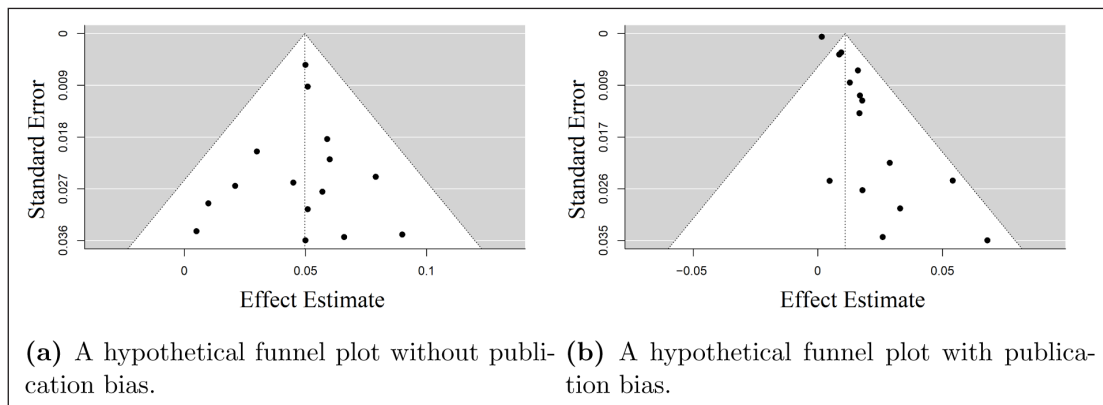 0
0.009
0.018
0.027
0.036
Standard Error
0
0.05
0.1
Effect Estimate
0
0.009
0.017
0.026
0.035
Standard Error
−0.05
0
0.05
Effect Estimate
(a) A hypothetical funnel plot without publi-
cation bias.
(b) A hypothetical funnel plot with publica-
tion bias.